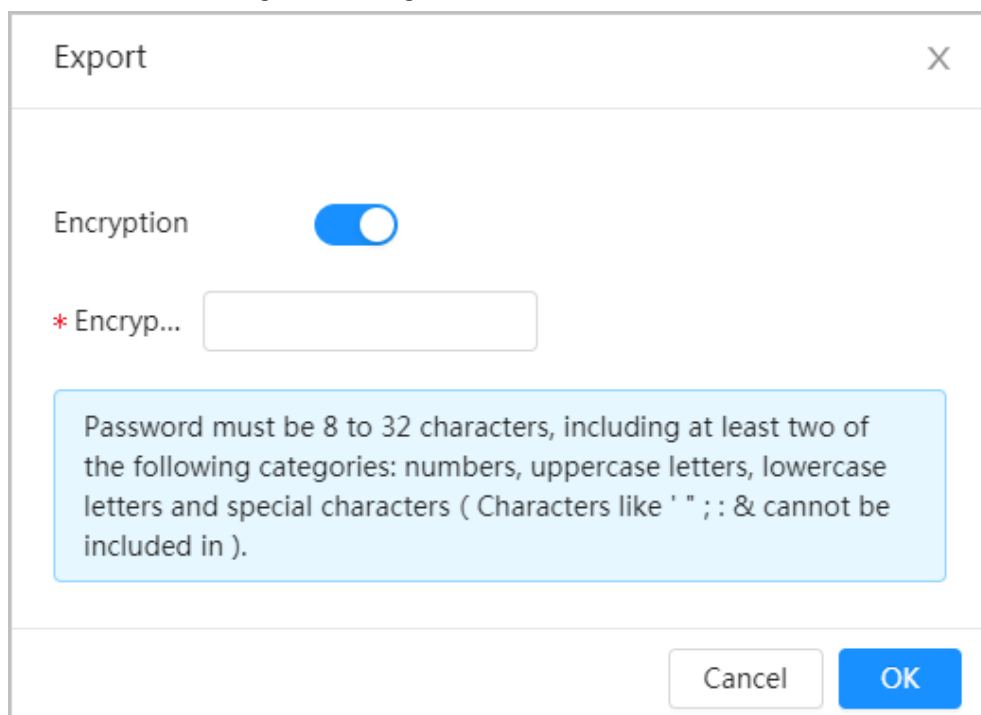 Export
X
Encryption
* Encryp...
Password must be 8 to 32 characters, including at least two of
the following categories: numbers, uppercase letters, lowercase
letters and special characters ( Characters like ' " ; : & cannot be
included in ).
Cancel OK